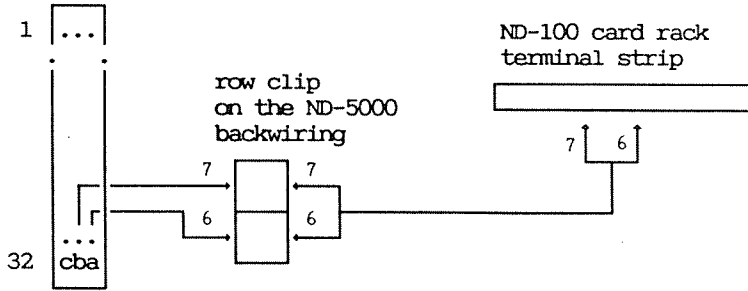 1
...
ND-100 card rack
terminal strip
row clip
on the ND-5000
backwiring
7
7
7
6
6
6
...
32
cba